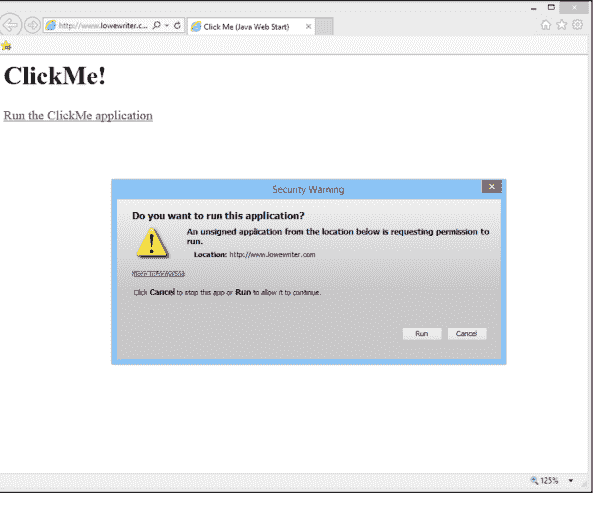 http://www.lowewriter.c...
Click Me (Java Web Start)
ClickMe!
Run the ClickMe application
Security Warning
Do you want to run this application?
An unsigned application from the location below is requesting permission to
run.
Location: http://www.lowewriter.com
More Information
Click Cancel to stop this app or Run to allow it to continue.
Run
Cancel
125%